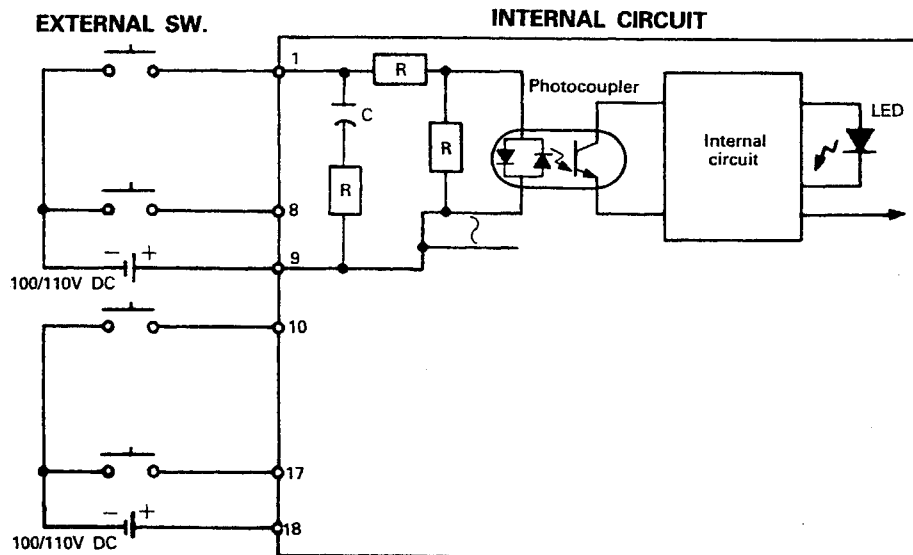 EXTERNAL SW.
INTERNAL CIRCUIT
1
R
Photocoupler
LED
C
R
Internal
circuit
R
8
9
− +
100/110V DC
10
17
− +
18
100/110V DC